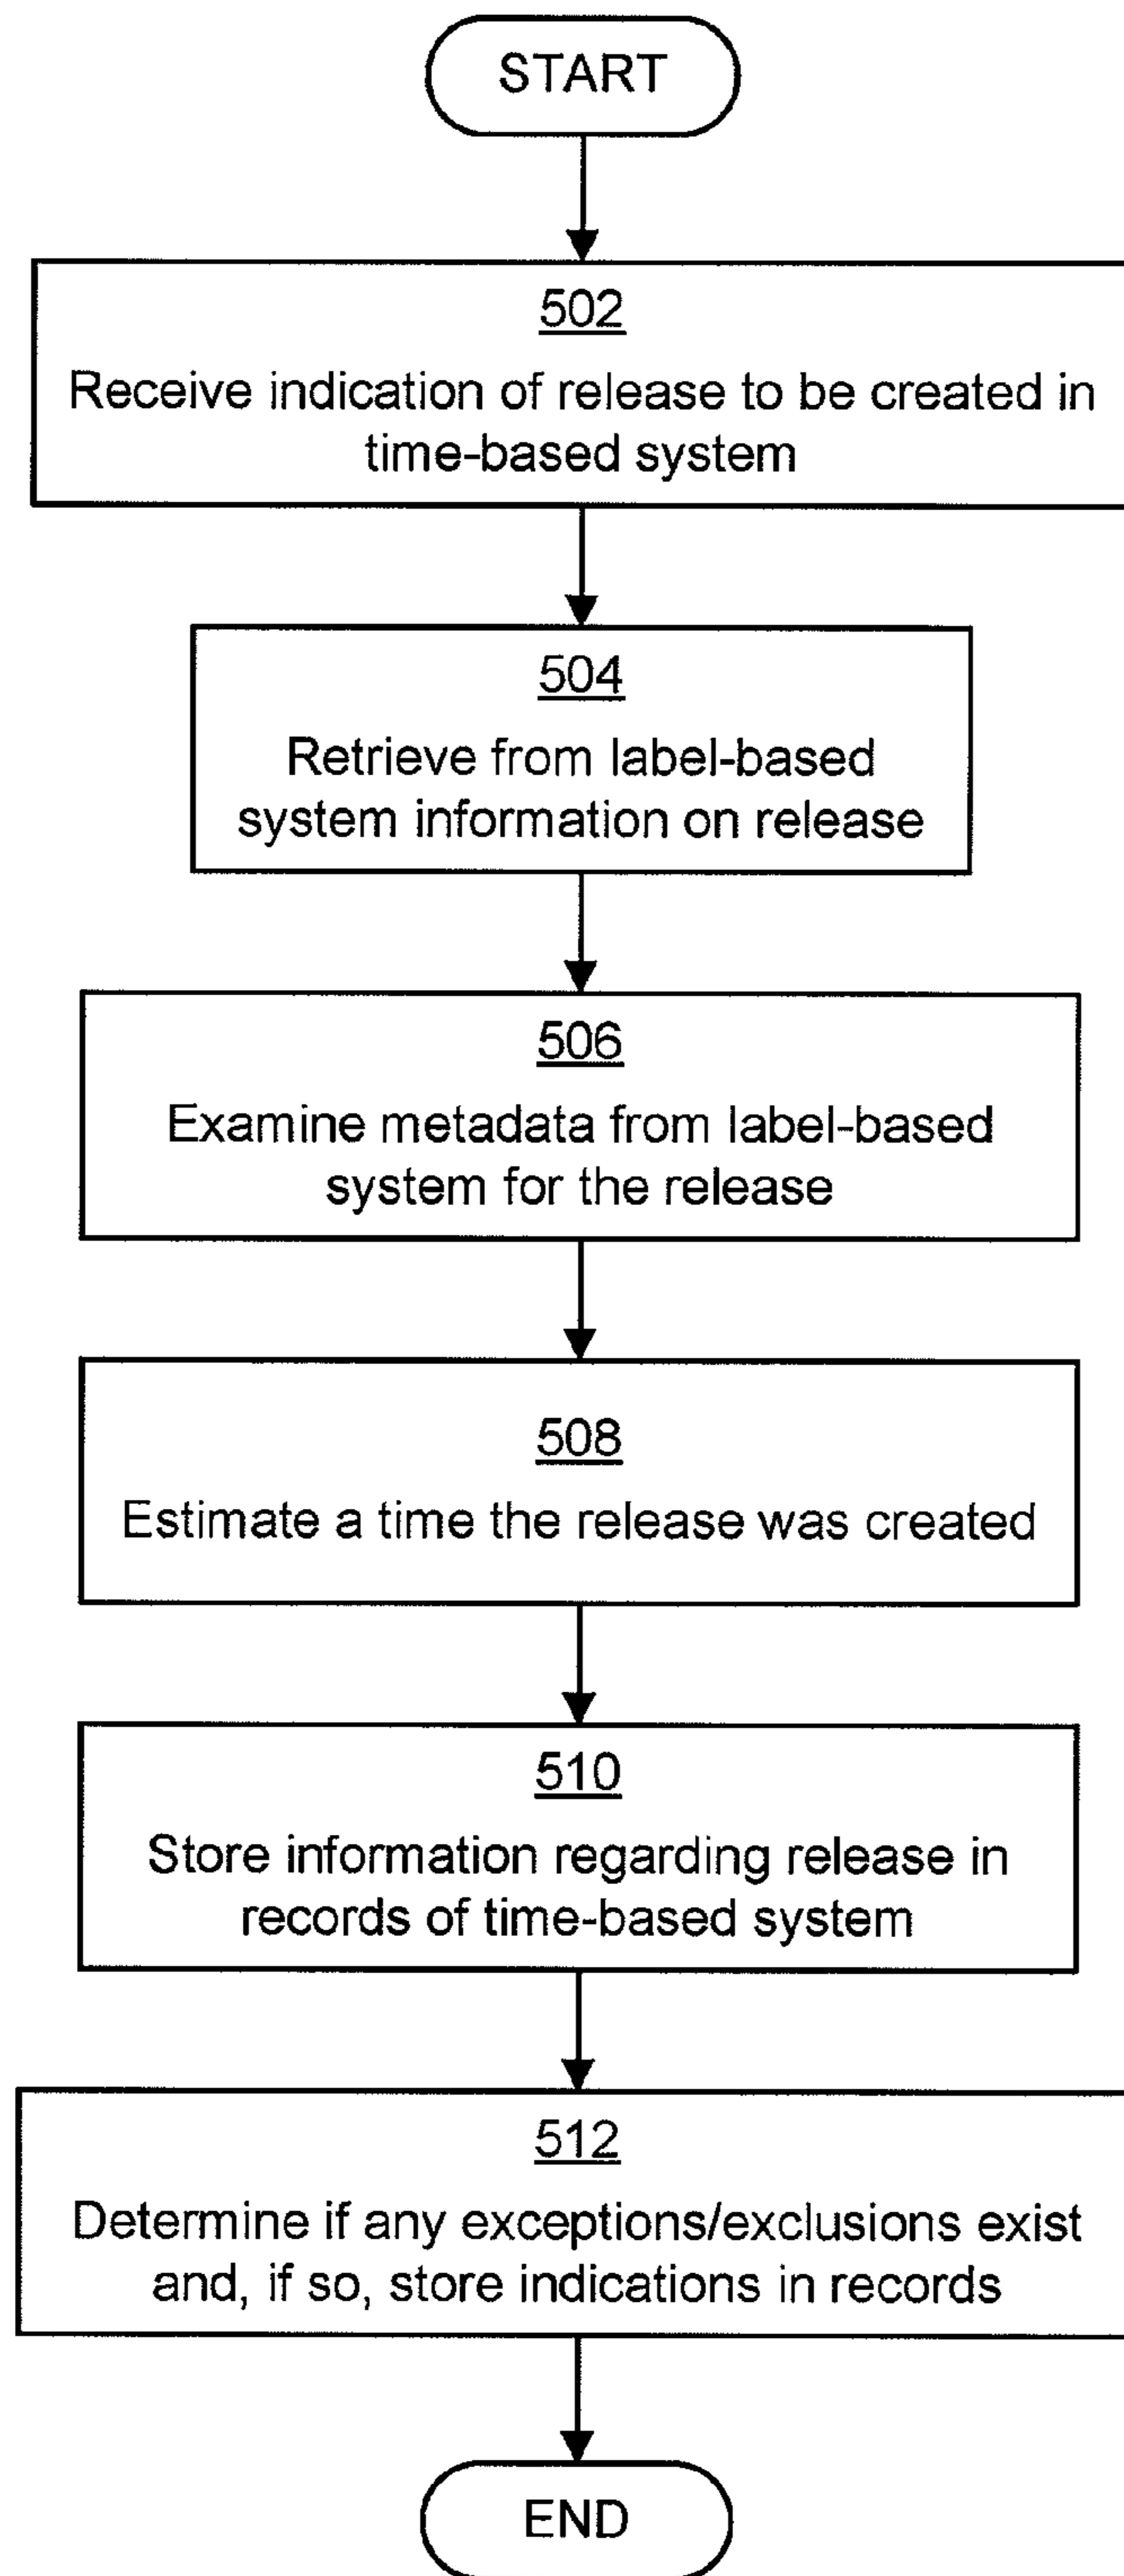 START
502
Receive indication of release to be created in
time-based system
504
Retrieve from label-based
system information on release
506
Examine metadata from label-based
system for the release
508
Estimate a time the release was created
510
Store information regarding release in
records of time-based system
512
Determine if any exceptions/exclusions exist
and, if so, store indications in records
END